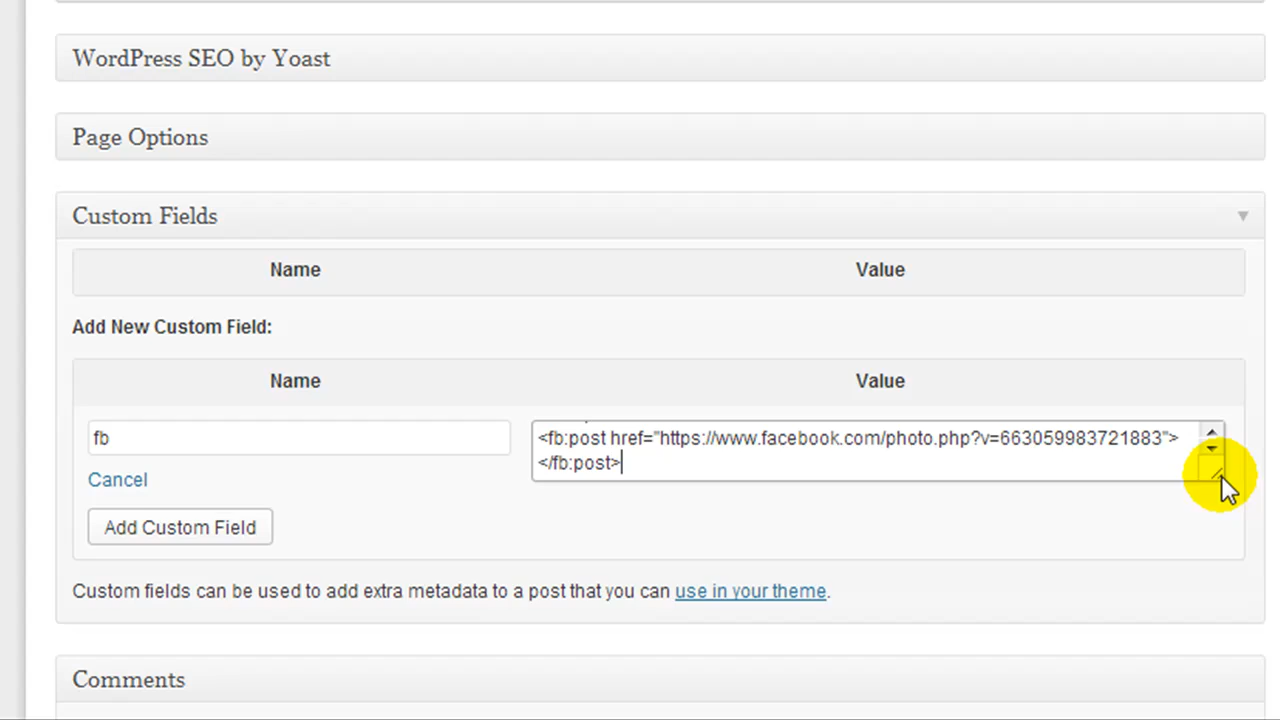 WordPress SEO by Yoast
Page Options
Custom Fields
Name Value
Add New Custom Field:
Name Value
fb
<fb:post href="https://www.facebook.com/photo.php?v=663059983721883">
</fb:post>
Cancel
Add Custom Field
Custom fields can be used to add extra metadata to a post that you can use in your theme.
Comments